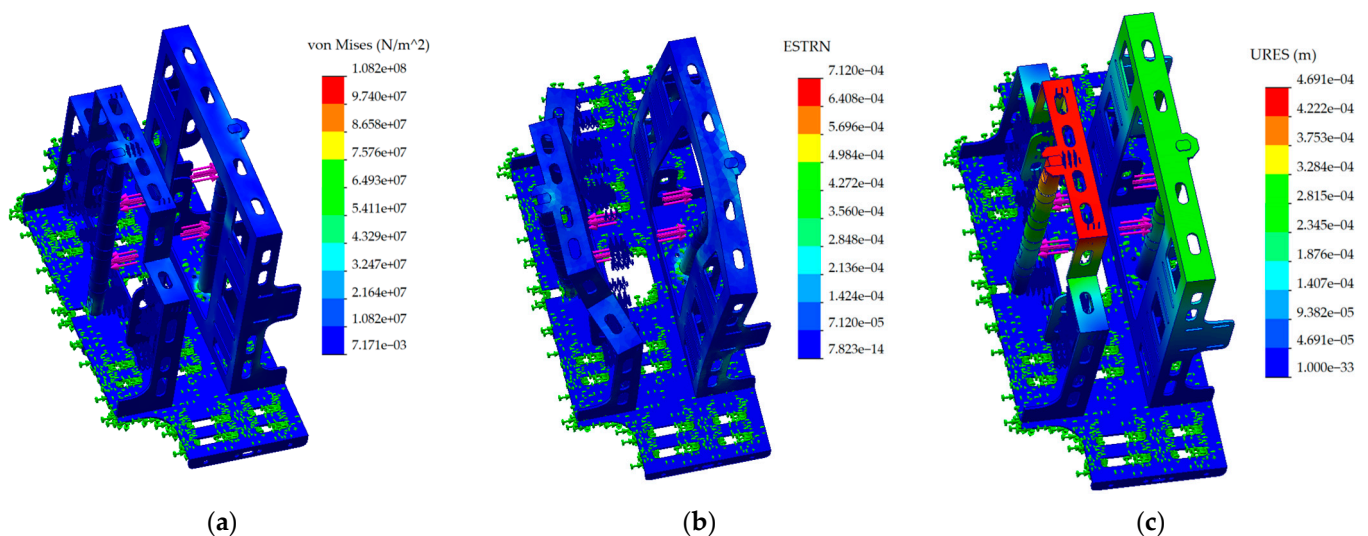 von Mises (N/m^2)
1.082e+08
9.740e+07
8.658e+07
7.576e+07
6.493e+07
5.411e+07
4.329e+07
3.247e+07
2.164e+07
1.082e+07
7.171e−03
(a)
ESTRN
7.120e−04
6.408e−04
5.696e−04
4.984e−04
4.272e−04
3.560e−04
2.848e−04
2.136e−04
1.424e−04
7.120e−05
7.823e−14
(b)
URES (m)
4.691e−04
4.222e−04
3.753e−04
3.284e−04
2.815e−04
2.345e−04
1.876e−04
1.407e−04
9.382e−05
4.691e−05
1.000e−33
(c)